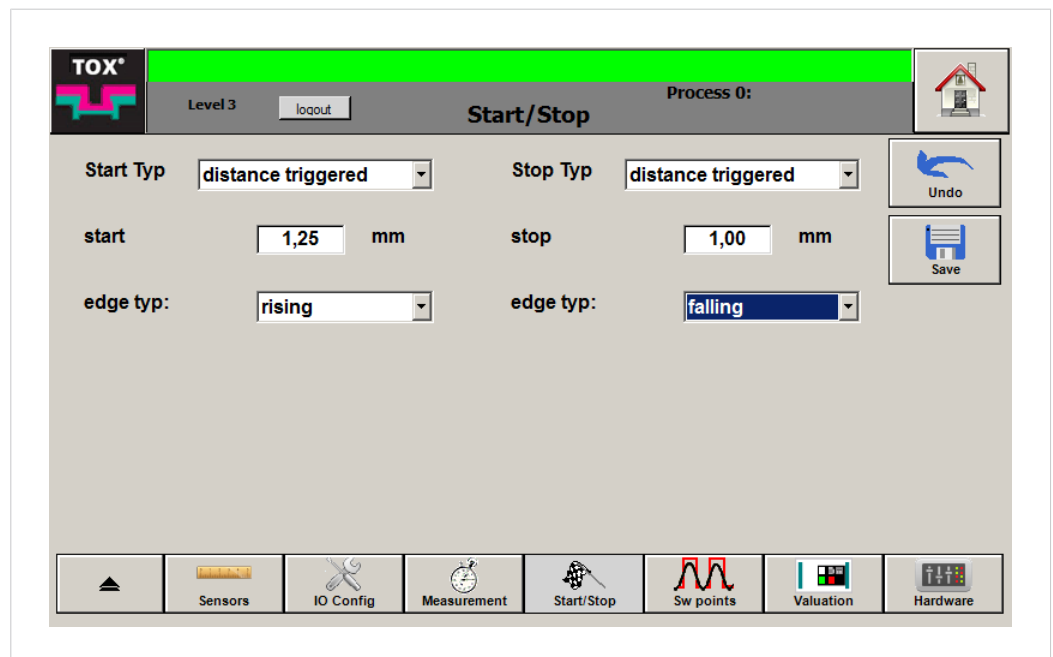 TOX®
Level 3
logout
Process 0:
Start/Stop
Start Typ
distance triggered
Stop Typ
distance triggered
Undo
start
1,25
mm
stop
1,00
mm
Save
edge typ:
rising
edge typ:
falling
Sensors
IO Config
Measurement
Start/Stop
Sw points
Valuation
Hardware